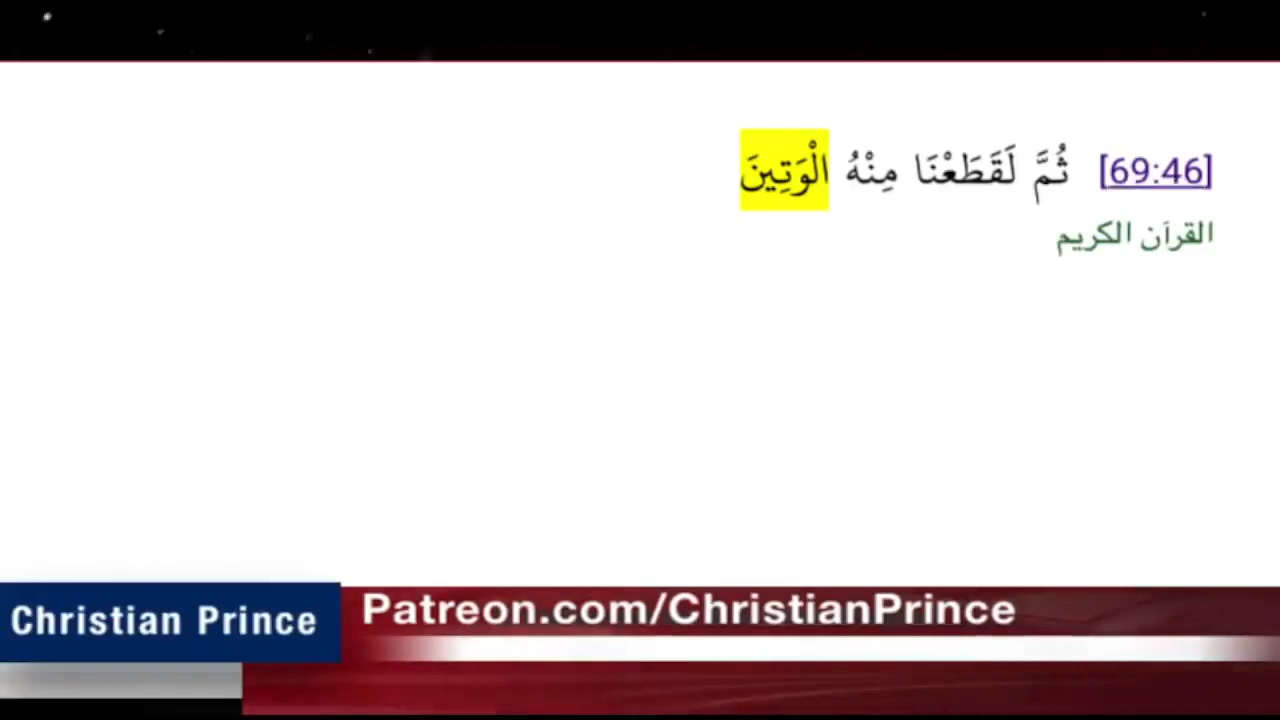 [69:46] ثُمَّ لَقَطَعْنَا مِنْهُ الْوَتِينَ
القرآن الكريم
Christian Prince
Patreon.com/ChristianPrince